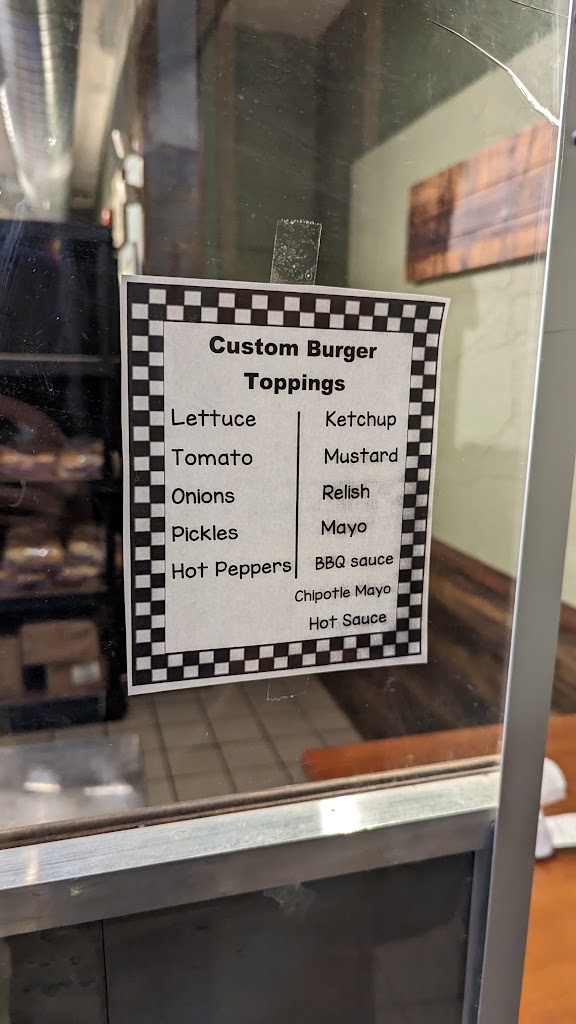 Custom Burger
Toppings
Lettuce
Tomato
Onions
Pickles
Hot Peppers
Ketchup
Mustard
Relish
Mayo
BBQ sauce
Chipotle Mayo
Hot Sauce